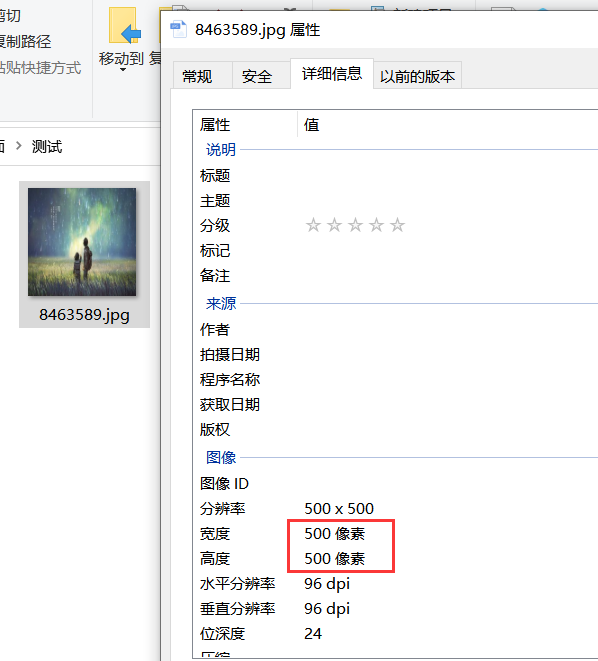 剪切
复制路径
粘贴快捷方式
移动到
复
8463589.jpg 属性
常规
安全
详细信息
以前的版本
面 > 测试
8463589.jpg
属性 值
说明
标题
主题
分级 ☆☆☆☆☆
标记
备注
来源
作者
拍摄日期
程序名称
获取日期
版权
图像
图像 ID
分辨率 500 x 500
宽度 500 像素
高度 500 像素
水平分辨率 96 dpi
垂直分辨率 96 dpi
位深度 24
压缩